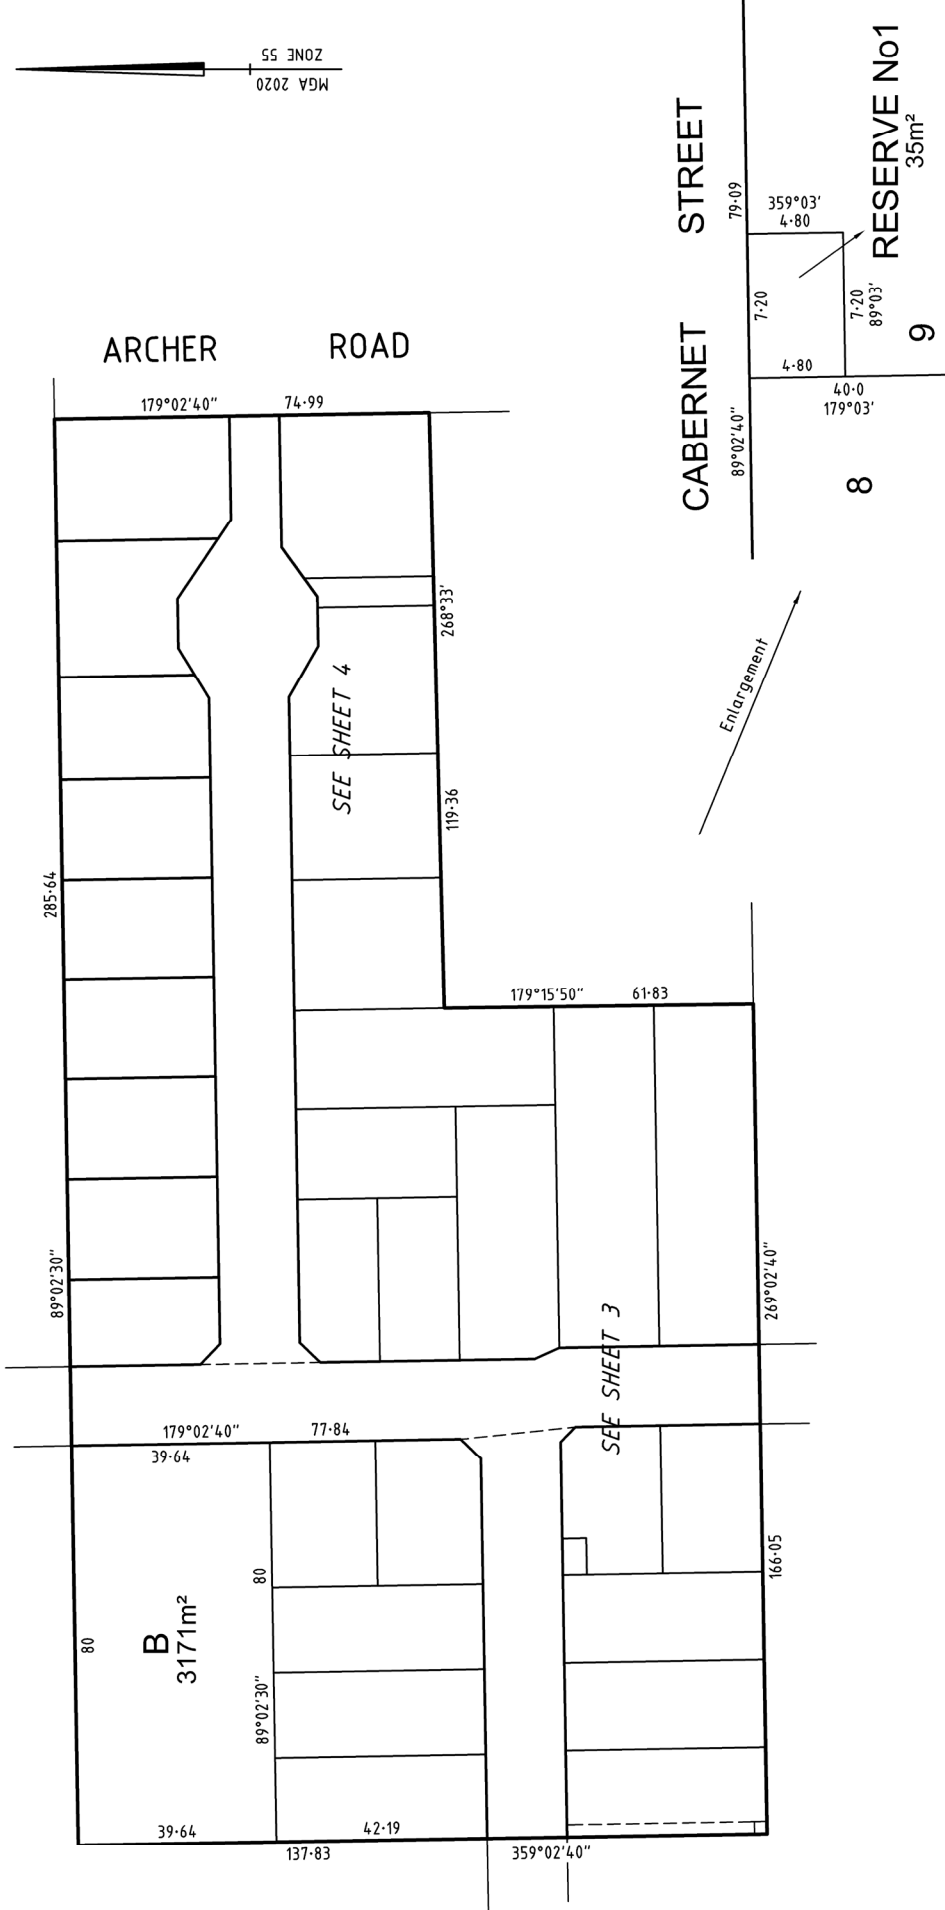 ZONE 55
MGA 2020
CABERNET STREET
79·09
359°03'
4·80
RESERVE No1
35m²
7·20
7·20
89°03'
9
4·80
40·0
179°03'
89°02'40"
8
ARCHER ROAD
179°02'40" 74·99
268°33'
SEE SHEET 4
119·36
Enlargement
285·64
179°15'50" 61·83
89°02'30"
269°02'40"
SEE SHEET 3
179°02'40" 77·84
39·64
80
80
B
3171m²
166·05
89°02'30"
39·64
42·19
137·83
359°02'40"